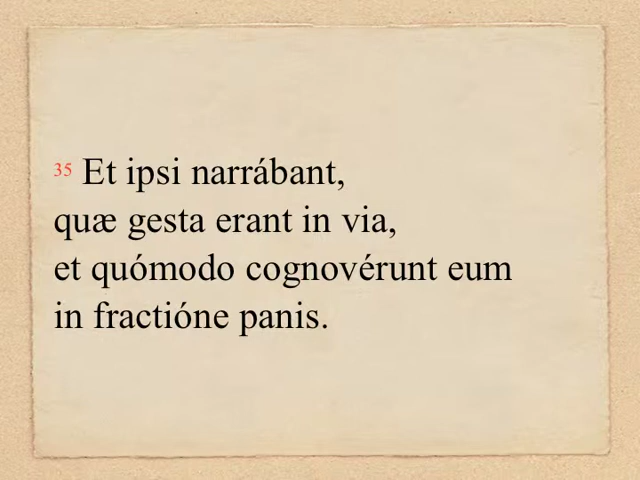 35 Et ipsi narrábant,
quæ gesta erant in via,
et quómodo cognovérunt eum
in fractióne panis.